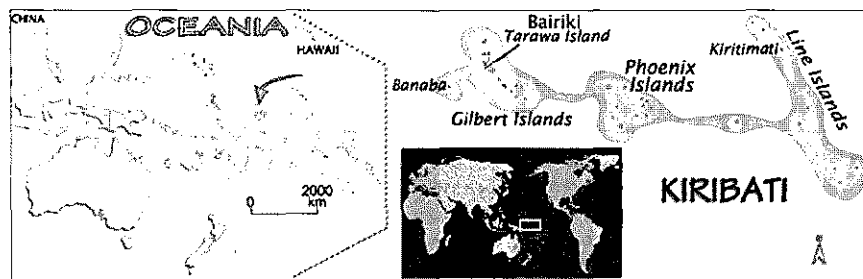 CHINA
OCEANIA
HAWAII
0
2000
km
Bairiki
Tarawa Island
Banaba
Gilbert Islands
Phoenix
Islands
Kiritimati
Line Islands
KIRIBATI